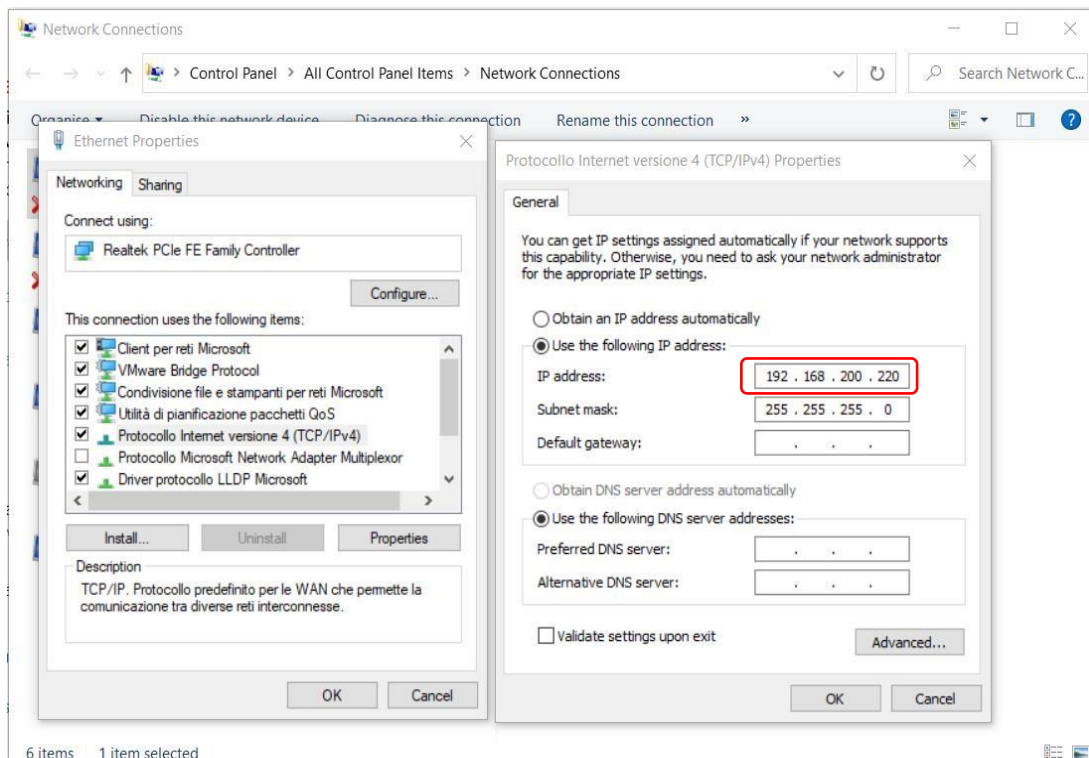 Network Connections
Control Panel > All Control Panel Items > Network Connections
Search Network C...
Organise Disable this network device Diagnose this connection Rename this connection »
Ethernet Properties
Networking Sharing
Connect using:
Realtek PCIe FE Family Controller
Configure...
This connection uses the following items:
Client per reti Microsoft
VMware Bridge Protocol
Condivisione file e stampanti per reti Microsoft
Utilità di pianificazione pacchetti QoS
Protocollo Internet versione 4 (TCP/IPv4)
Protocollo Microsoft Network Adapter Multiplexor
Driver protocollo LLDP Microsoft
Install... Uninstall Properties
Description
TCP/IP. Protocollo predefinito per le WAN che permette la
comunicazione tra diverse reti interconnesse.
OK Cancel
Protocollo Internet versione 4 (TCP/IPv4) Properties
General
You can get IP settings assigned automatically if your network supports
this capability. Otherwise, you need to ask your network administrator
for the appropriate IP settings.
Obtain an IP address automatically
Use the following IP address:
IP address: 192 . 168 . 200 . 220
Subnet mask: 255 . 255 . 255 . 0
Default gateway: . . .
Obtain DNS server address automatically
Use the following DNS server addresses:
Preferred DNS server: . . .
Alternative DNS server: . . .
Validate settings upon exit
Advanced...
OK Cancel
6 items 1 item selected